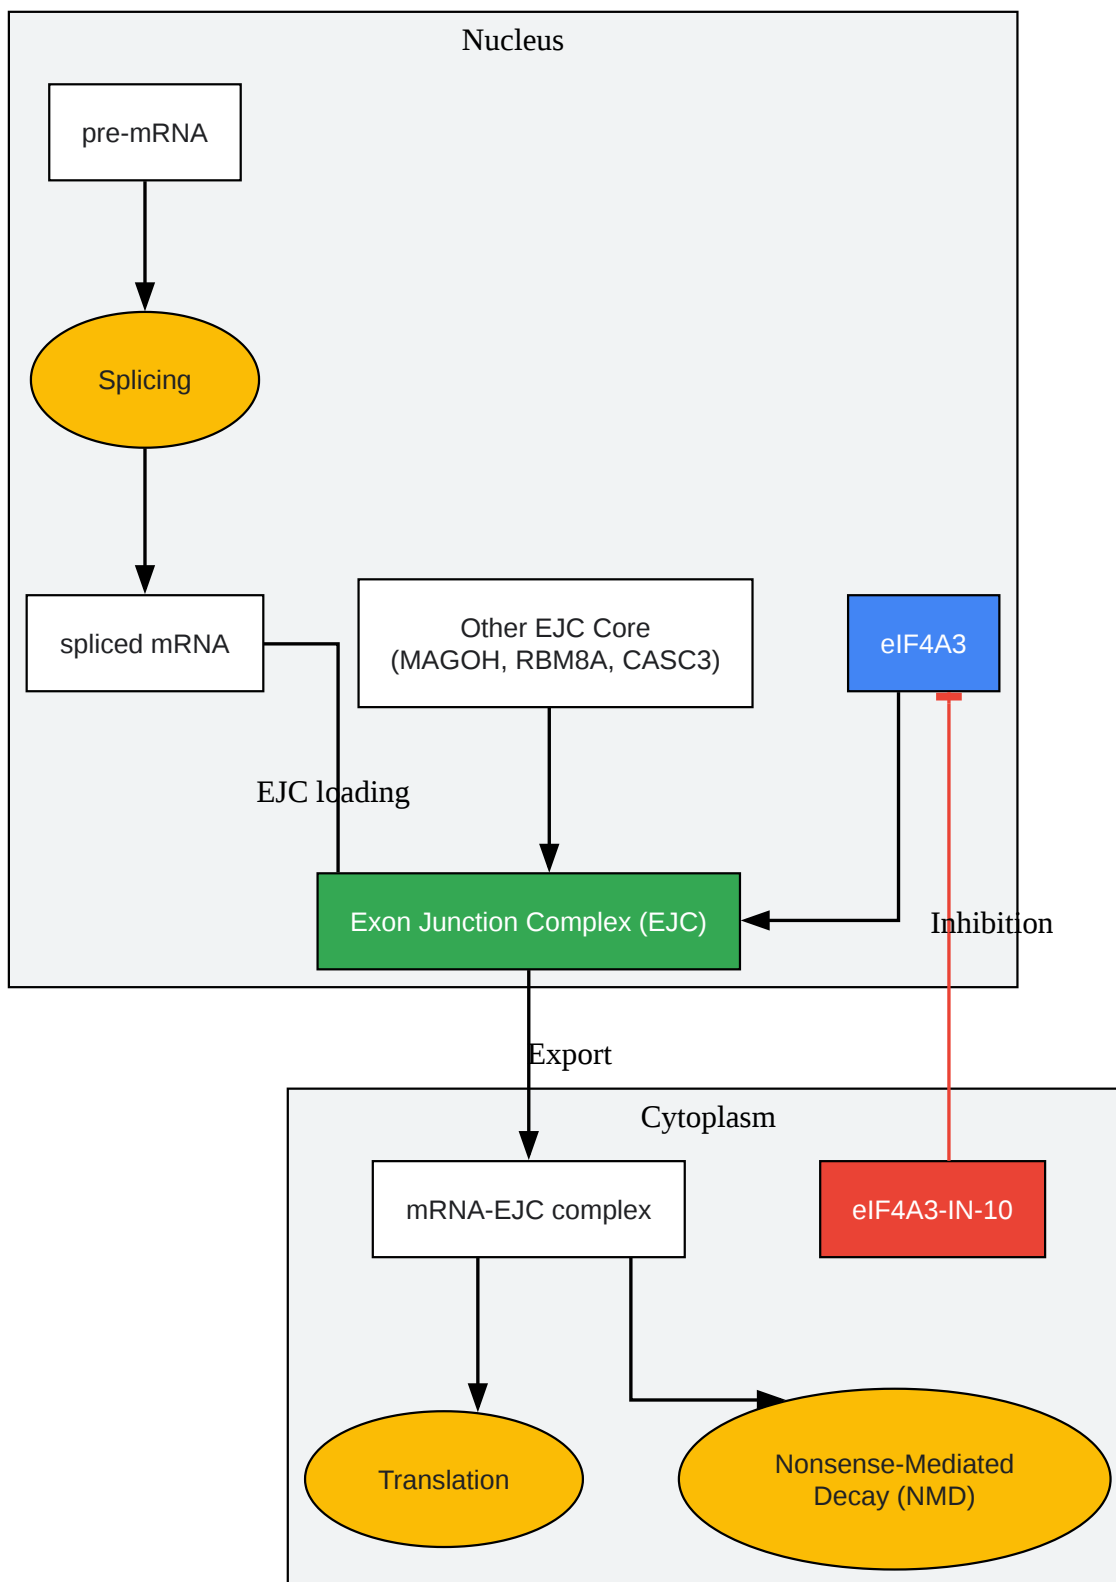 Nucleus
pre-mRNA
Splicing
spliced mRNA
Other EJC Core
(MAGOH, RBM8A, CASC3)
eIF4A3
EJC loading
Exon Junction Complex (EJC)
Inhibition
Export
Cytoplasm
mRNA-EJC complex
eIF4A3-IN-10
Translation
Nonsense-Mediated
Decay (NMD)